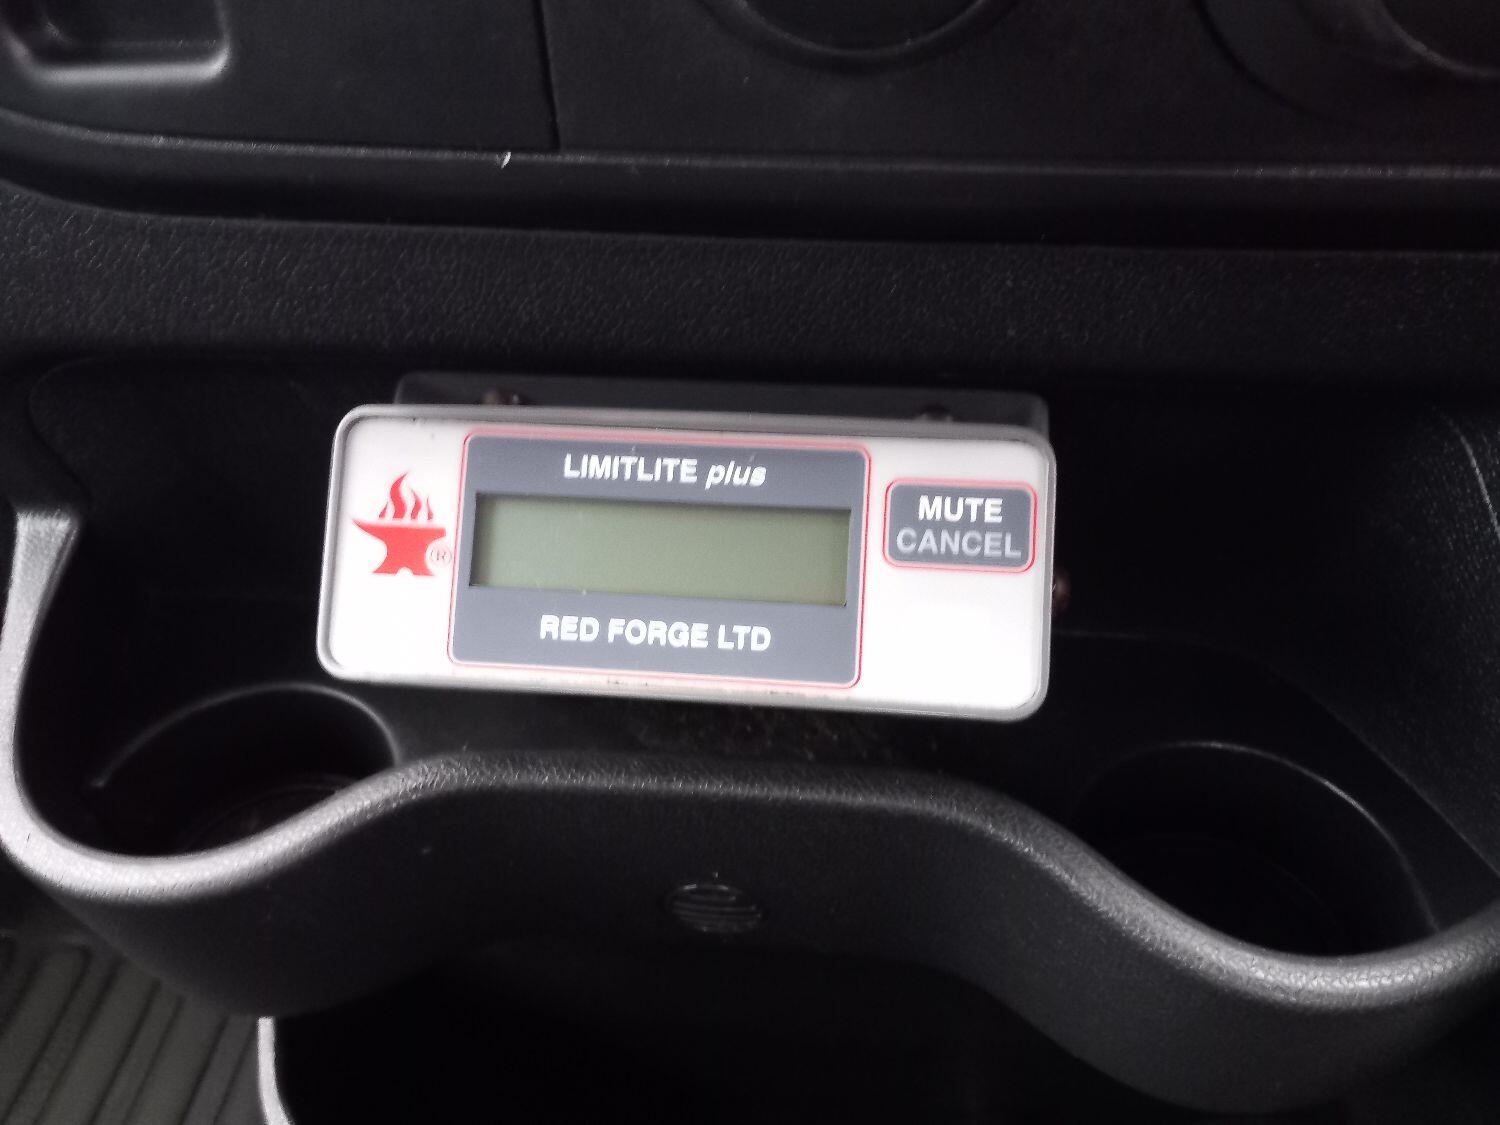 LIMITLITE plus
MUTE
CANCEL
®
RED FORGE LTD